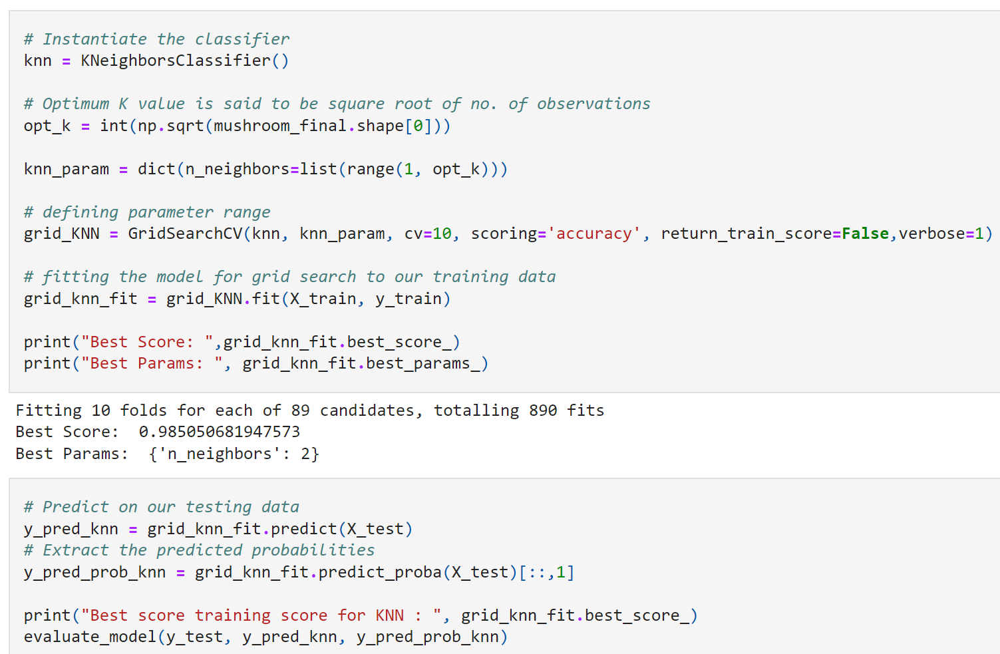 # Instantiate the classifier
knn = KNeighborsClassifier()
# Optimum K value is said to be square root of no. of observations
opt_k = int(np.sqrt(mushroom_final.shape[0]))
knn_param = dict(n_neighbors=list(range(1, opt_k)))
# defining parameter range
grid_KNN = GridSearchCV(knn, knn_param, cv=10, scoring='accuracy', return_train_score=False,verbose=1)
# fitting the model for grid search to our training data
grid_knn_fit = grid_KNN.fit(X_train, y_train)
print("Best Score: ",grid_knn_fit.best_score_)
print("Best Params: ", grid_knn_fit.best_params_)
Fitting 10 folds for each of 89 candidates, totalling 890 fits
Best Score:  0.985050681947573
Best Params:  {'n_neighbors': 2}
# Predict on our testing data
y_pred_knn = grid_knn_fit.predict(X_test)
# Extract the predicted probabilities
y_pred_prob_knn = grid_knn_fit.predict_proba(X_test)[::,1]
print("Best score training score for KNN : ", grid_knn_fit.best_score_)
evaluate_model(y_test, y_pred_knn, y_pred_prob_knn)